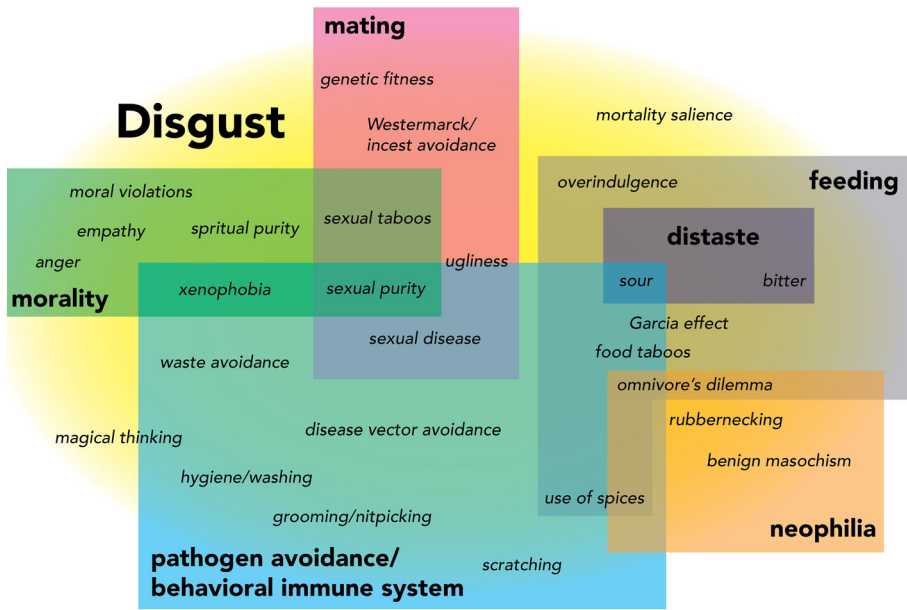 mating
genetic fitness
Disgust
Westermarck/
incest avoidance
mortality salience
moral violations
overindulgence
feeding
empathy
spritual purity
sexual taboos
distaste
anger
ugliness
morality
xenophobia
sexual purity
sour
bitter
Garcia effect
sexual disease
food taboos
waste avoidance
omnivore's dilemma
rubbernecking
magical thinking
disease vector avoidance
benign masochism
hygiene/washing
use of spices
grooming/nitpicking
neophilia
pathogen avoidance/
behavioral immune system
scratching